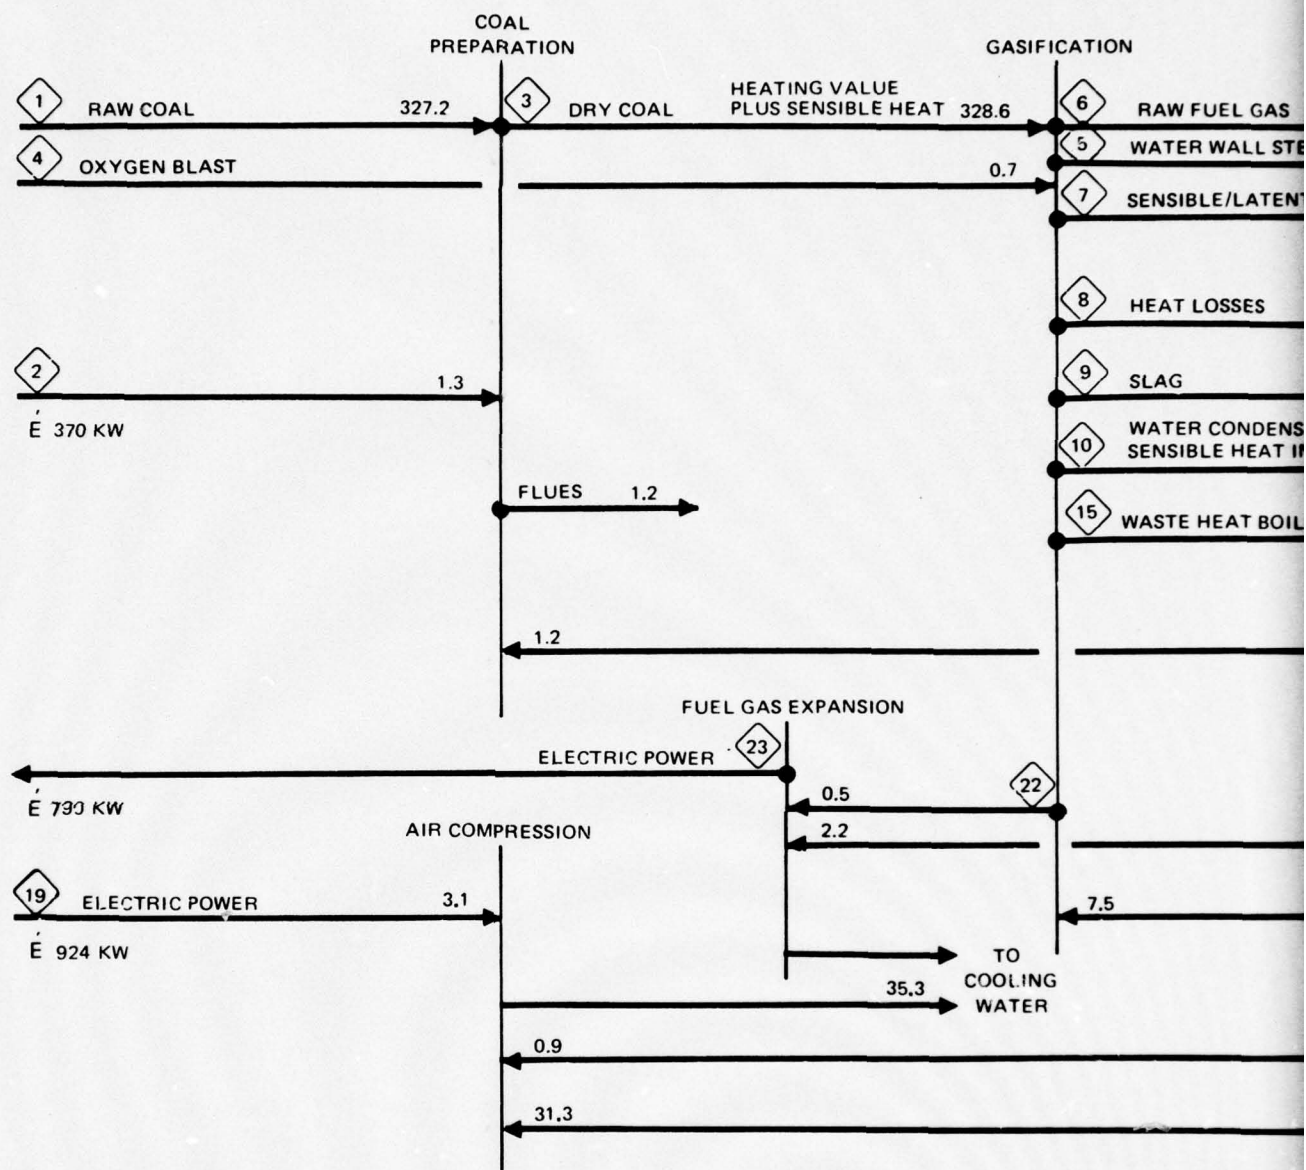 COAL
PREPARATION
GASIFICATION
1 RAW COAL 327.2
3 DRY COAL
HEATING VALUE
PLUS SENSIBLE HEAT 328.6
6 RAW FUEL GAS
4 OXYGEN BLAST 0.7
5 WATER WALL STE
7 SENSIBLE/LATENT
8 HEAT LOSSES
2 1.3
Ė 370 KW
9 SLAG
10 WATER CONDENS
SENSIBLE HEAT IN
FLUES 1.2
15 WASTE HEAT BOIL
1.2
FUEL GAS EXPANSION
ELECTRIC POWER 23
Ė KW
0.5 22
2.2
AIR COMPRESSION
19 ELECTRIC POWER 3.1
Ė 924 KW
7.5
TO
COOLING
WATER
35.3
0.9
31.3